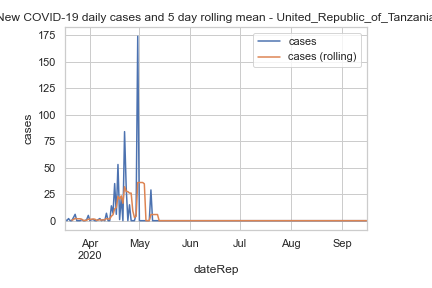 New COVID-19 daily cases and 5 day rolling mean - United_Republic_of_Tanzania
cases
cases (rolling)
175
150
125
100
75
50
25
0
cases
Apr May Jun Jul Aug Sep
2020
dateRep